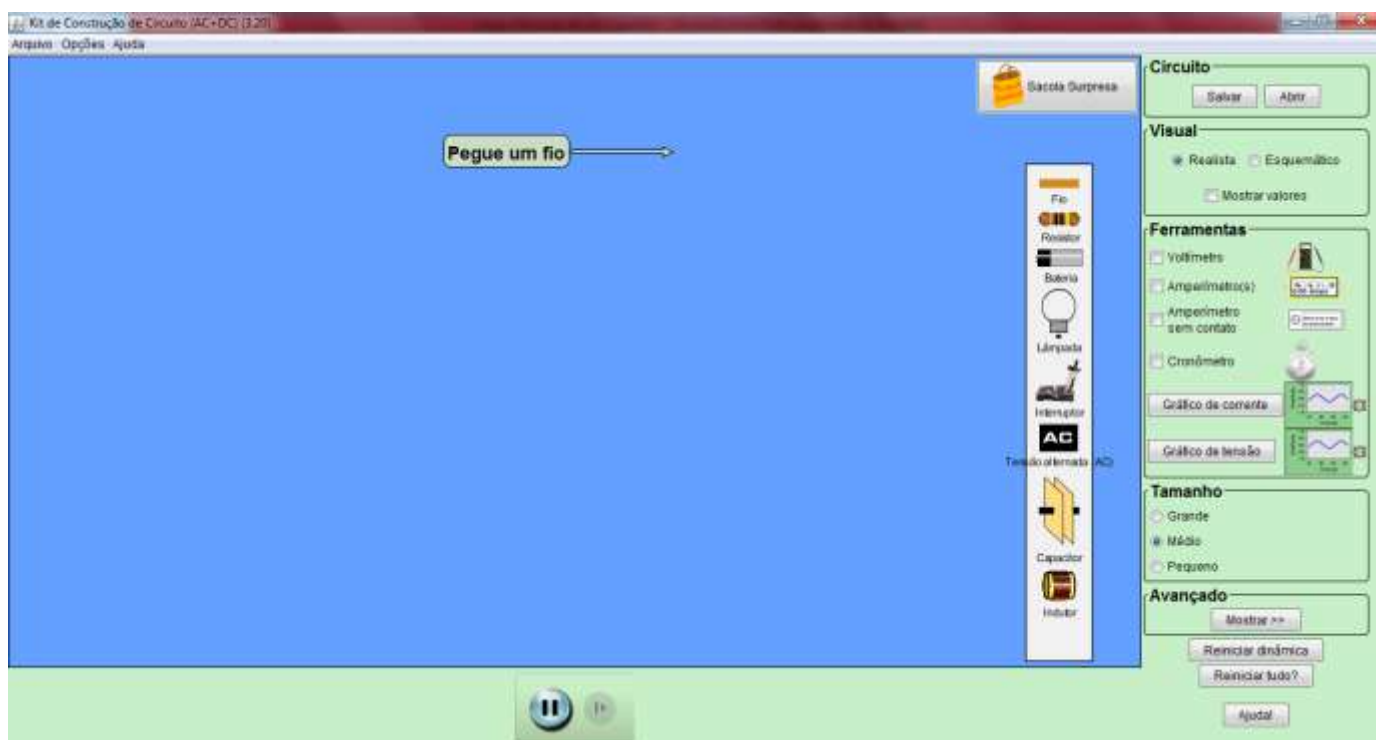 Kit de Construção de Circuito (AC+DC) (3.20)
Arquivo Opções Ajuda
Sacola Surpresa
Pegue um fio
Fio
Resistor
Bateria
Lâmpada
Interruptor
AC
Tensão alternada (AC)
Capacitor
Indutor
Circuito
Salvar Abrir
Visual
Realista Esquemático
Mostrar valores
Ferramentas
Voltímetro
Amperímetro(s)
Amperímetro
sem contato
Cronômetro
Gráfico de corrente
Gráfico de tensão
Tamanho
Grande
Médio
Pequeno
Avançado
Mostrar >>
Reiniciar dinâmica
Reiniciar tudo?
Ajuda!